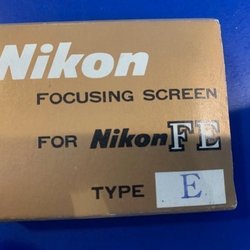 Nikon
FOCUSING SCREEN
FOR Nikon FE
TYPE E